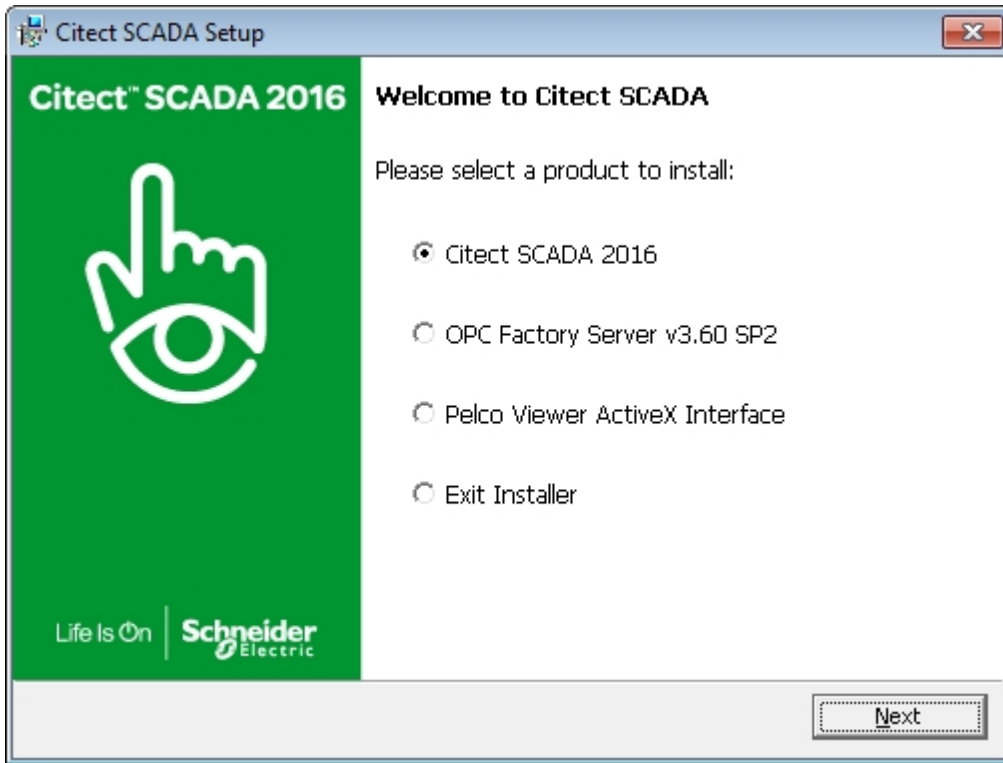 Citect SCADA Setup
Citect™ SCADA 2016
Welcome to Citect SCADA
Please select a product to install:
Citect SCADA 2016
OPC Factory Server v3.60 SP2
Pelco Viewer ActiveX Interface
Exit Installer
Life Is On
Schneider
Electric
Next